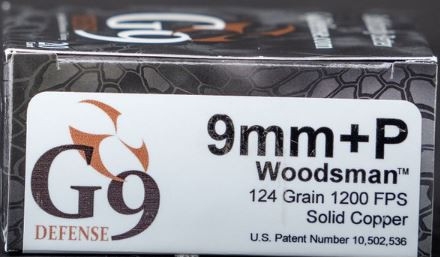 9mm+P
Woodsman™
124 Grain 1200 FPS
Solid Copper
U.S. Patent Number 10,502,536
G9
DEFENSE